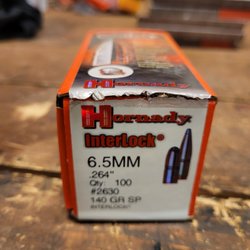 Hornady
InterLock®
6.5MM
.264"
Qty: 100
#2630
140 GR SP
INTERLOCK®